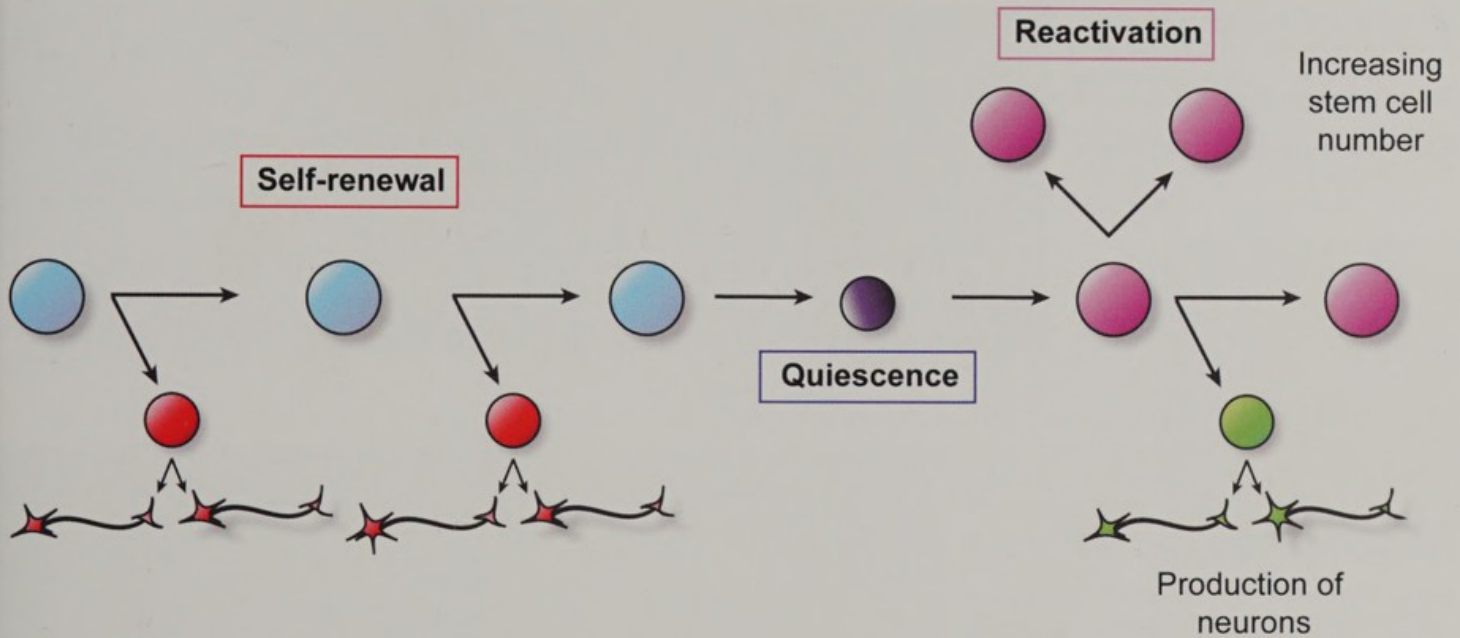 Reactivation
Increasing
stem cell
number
Self-renewal
Quiescence
Production of
neurons